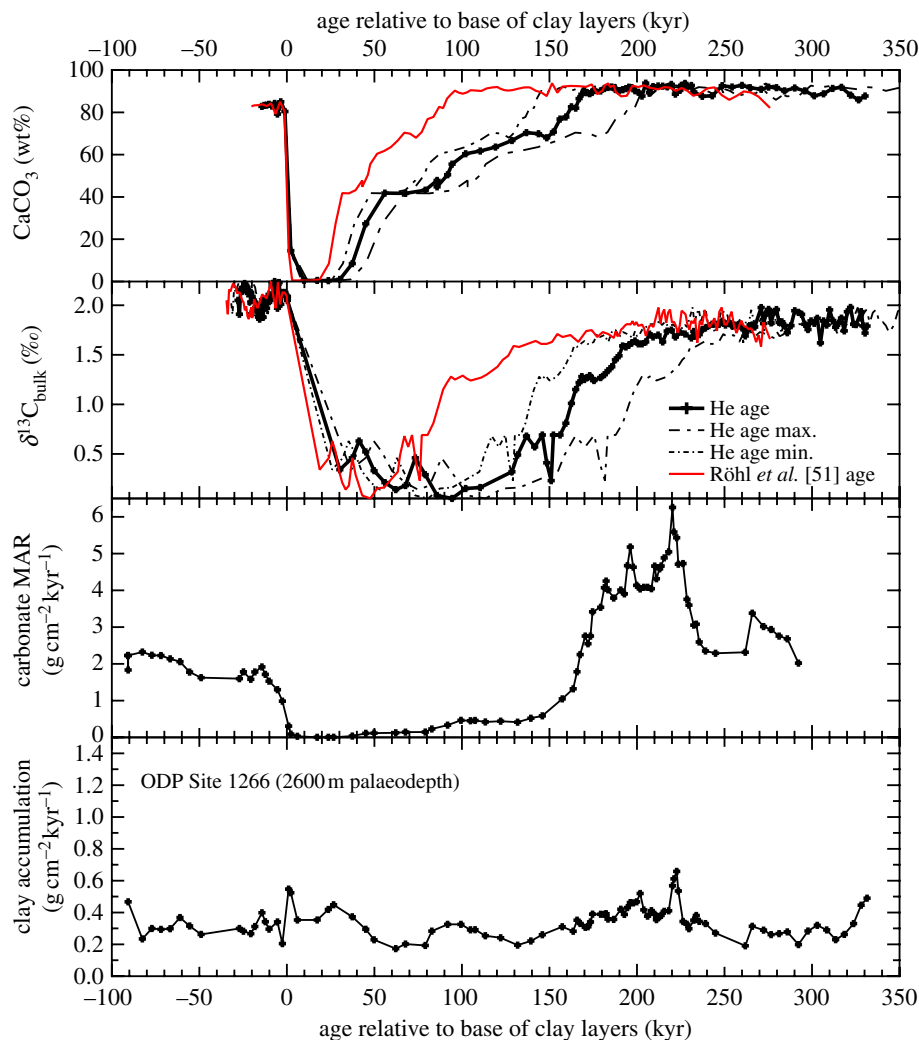 age relative to base of clay layers (kyr)
−100 −50 0 50 100 150 200 250 300 350
100
80
60
40
20
0
CaCO3 (wt%)
2.0
1.5
1.0
0.5
δ13Cbulk (‰)
He age
He age max.
He age min.
Röhl et al. [51] age
6
5
4
3
2
1
0
carbonate MAR
(g cm−2 kyr−1)
1.4
1.2
1.0
0.8
0.6
0.4
0.2
0.0
clay accumulation
(g cm−2 kyr−1)
ODP Site 1266 (2600 m palaeodepth)
−100 −50 0 50 100 150 200 250 300 350
age relative to base of clay layers (kyr)